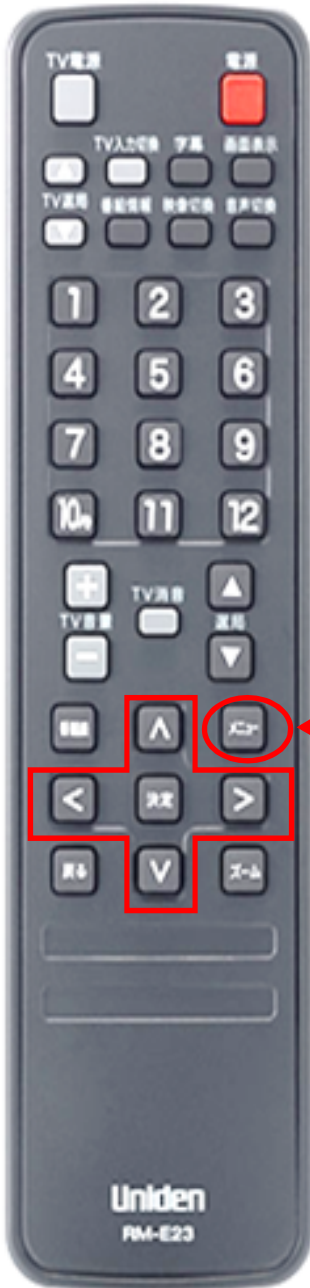 TV電源 電源
TV入力切換 字幕 画面表示
TV選局 番組情報 映像切換 音声切換
1 2 3
4 5 6
7 8 9
10 11 12
TV消音
TV音量 選局
メニュー
決定
戻る ズーム
Uniden
RM-E23